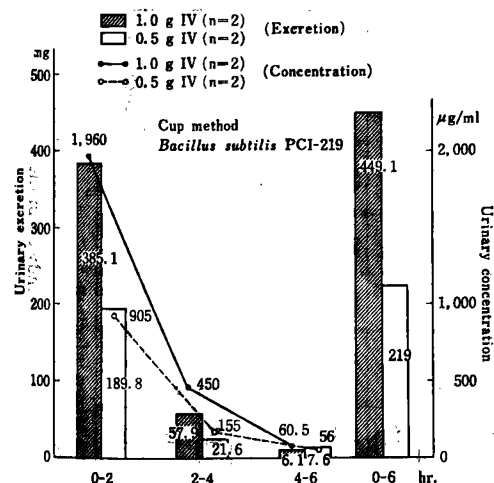 1.0 g IV (n=2) (Excretion)
0.5 g IV (n=2)
1.0 g IV (n=2) (Concentration)
0.5 g IV (n=2)
Cup method
Bacillus subtilis PCI-219
mg
500
400
300
200
100
0
Urinary excretion
μg/ml
2,000
1,000
500
0
Urinary concentration
1,960
385.1
905
189.8
450
57.9
155
21.6
60.5
56
6.1
7.6
449.1
219
0-2
2-4
4-6
0-6
hr.